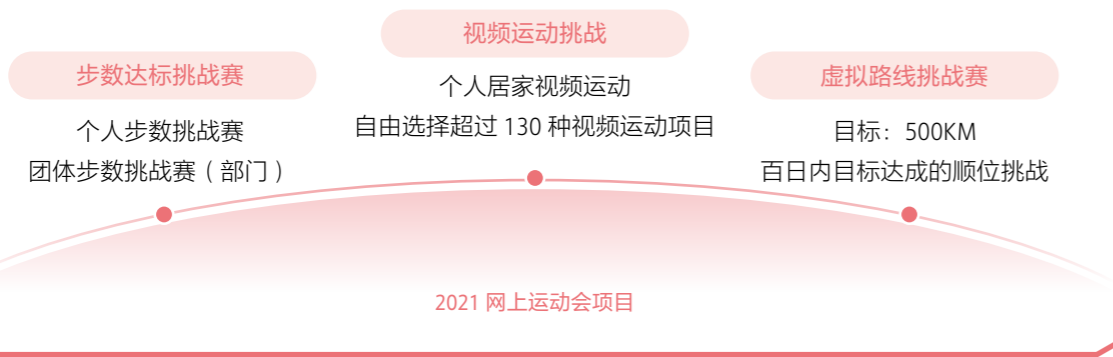 步数达标挑战赛
个人步数挑战赛
团体步数挑战赛（部门）
视频运动挑战
个人居家视频运动
自由选择超过 130 种视频运动项目
虚拟路线挑战赛
目标：500KM
百日内目标达成的顺位挑战
2021 网上运动会项目